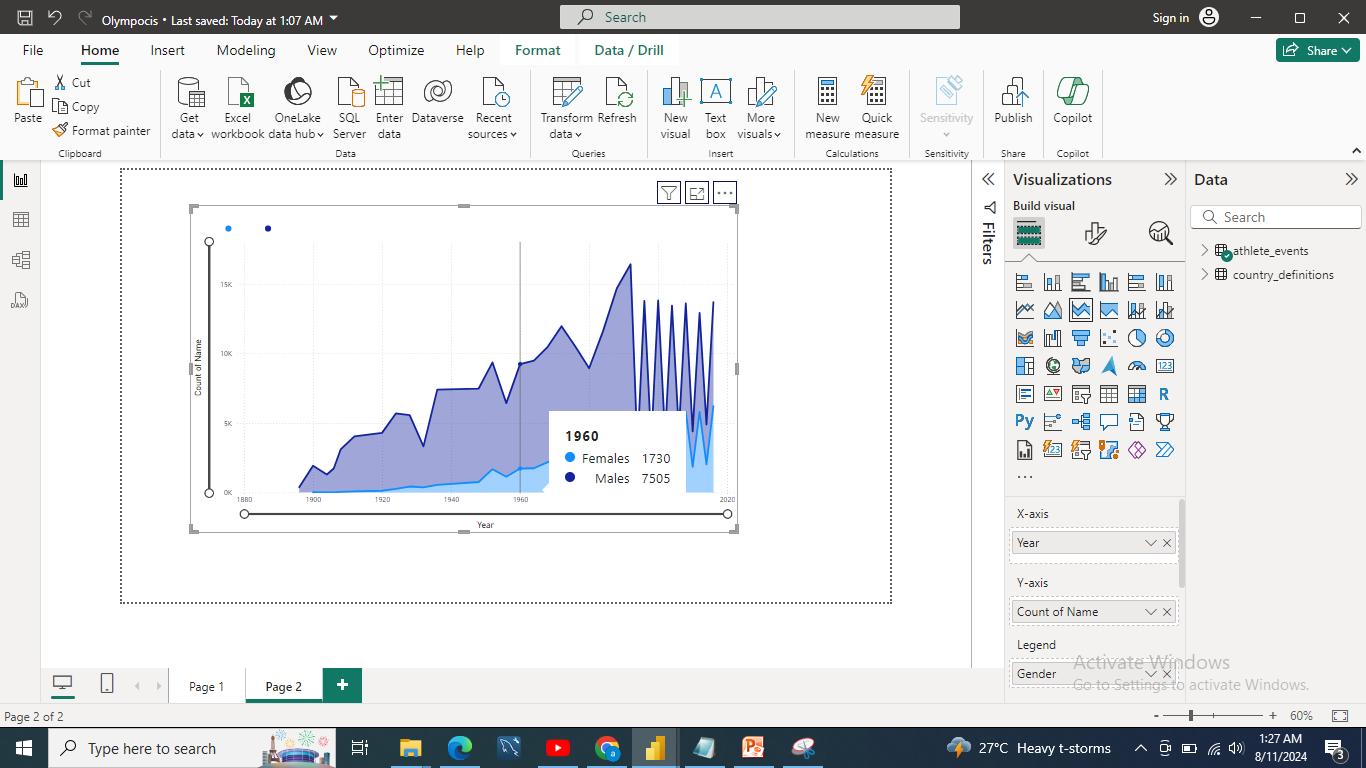 Olympocis • Last saved: Today at 1:07 AM
Search
Sign in
File Home Insert Modeling View Optimize Help Format Data / Drill
Share
Paste
Cut
Copy
Format painter
Clipboard
Get data
Excel workbook
OneLake data hub
SQL Server
Enter data
Dataverse
Recent sources
Data
Transform data
Refresh
Queries
New visual
Text box
More visuals
Insert
New measure
Quick measure
Calculations
Sensitivity
Sensitivity
Publish
Share
Copilot
Copilot
Count of Name
15K
10K
5K
0K
1880 1900 1920 1940 1960 2020
Year
1960
Females 1730
Males 7505
Filters
Visualizations
Build visual
R
Py
123
...
X-axis
Year
Y-axis
Count of Name
Legend
Gender
Data
Search
athlete_events
country_definitions
Activate Windows
Go to Settings to activate Windows.
Page 1
Page 2
+
Page 2 of 2
- + 60%
Type here to search
27°C Heavy t-storms
1:27 AM
8/11/2024
3